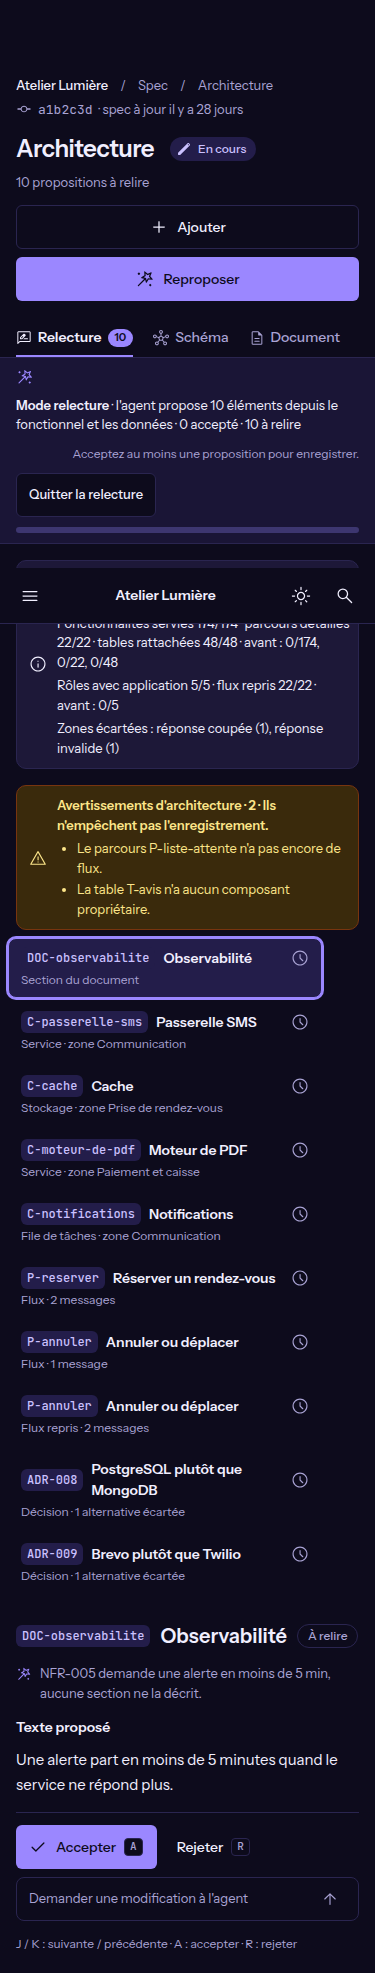 Atelier Lumière / Spec / Architecture
a1b2c3d · spec à jour il y a 28 jours
Architecture En cours
10 propositions à relire
Ajouter
Reproposer
Relecture 10 Schéma Document
Mode relecture · l'agent propose 10 éléments depuis le
fonctionnel et les données · 0 accepté · 10 à relire
Acceptez au moins une proposition pour enregistrer.
Quitter la relecture
Atelier Lumière
Fonctionnalités servies 174/174 · parcours détaillés
22/22 · tables rattachées 48/48 · avant : 0/174,
0/22, 0/48
Rôles avec application 5/5 · flux repris 22/22 ·
avant : 0/5
Zones écartées : réponse coupée (1), réponse
invalide (1)
Avertissements d'architecture · 2 · Ils
n'empêchent pas l'enregistrement.
• Le parcours P-liste-attente n'a pas encore de
flux.
• La table T-avis n'a aucun composant
propriétaire.
DOC-observabilite Observabilité
Section du document
C-passerelle-sms Passerelle SMS
Service · zone Communication
C-cache Cache
Stockage · zone Prise de rendez-vous
C-moteur-de-pdf Moteur de PDF
Service · zone Paiement et caisse
C-notifications Notifications
File de tâches · zone Communication
P-reserver Réserver un rendez-vous
Flux · 2 messages
P-annuler Annuler ou déplacer
Flux · 1 message
P-annuler Annuler ou déplacer
Flux repris · 2 messages
ADR-008 PostgreSQL plutôt que
MongoDB
Décision · 1 alternative écartée
ADR-009 Brevo plutôt que Twilio
Décision · 1 alternative écartée
DOC-observabilite Observabilité À relire
NFR-005 demande une alerte en moins de 5 min,
aucune section ne la décrit.
Texte proposé
Une alerte part en moins de 5 minutes quand le
service ne répond plus.
Accepter A Rejeter R
Demander une modification à l'agent
J / K : suivante / précédente · A : accepter · R : rejeter